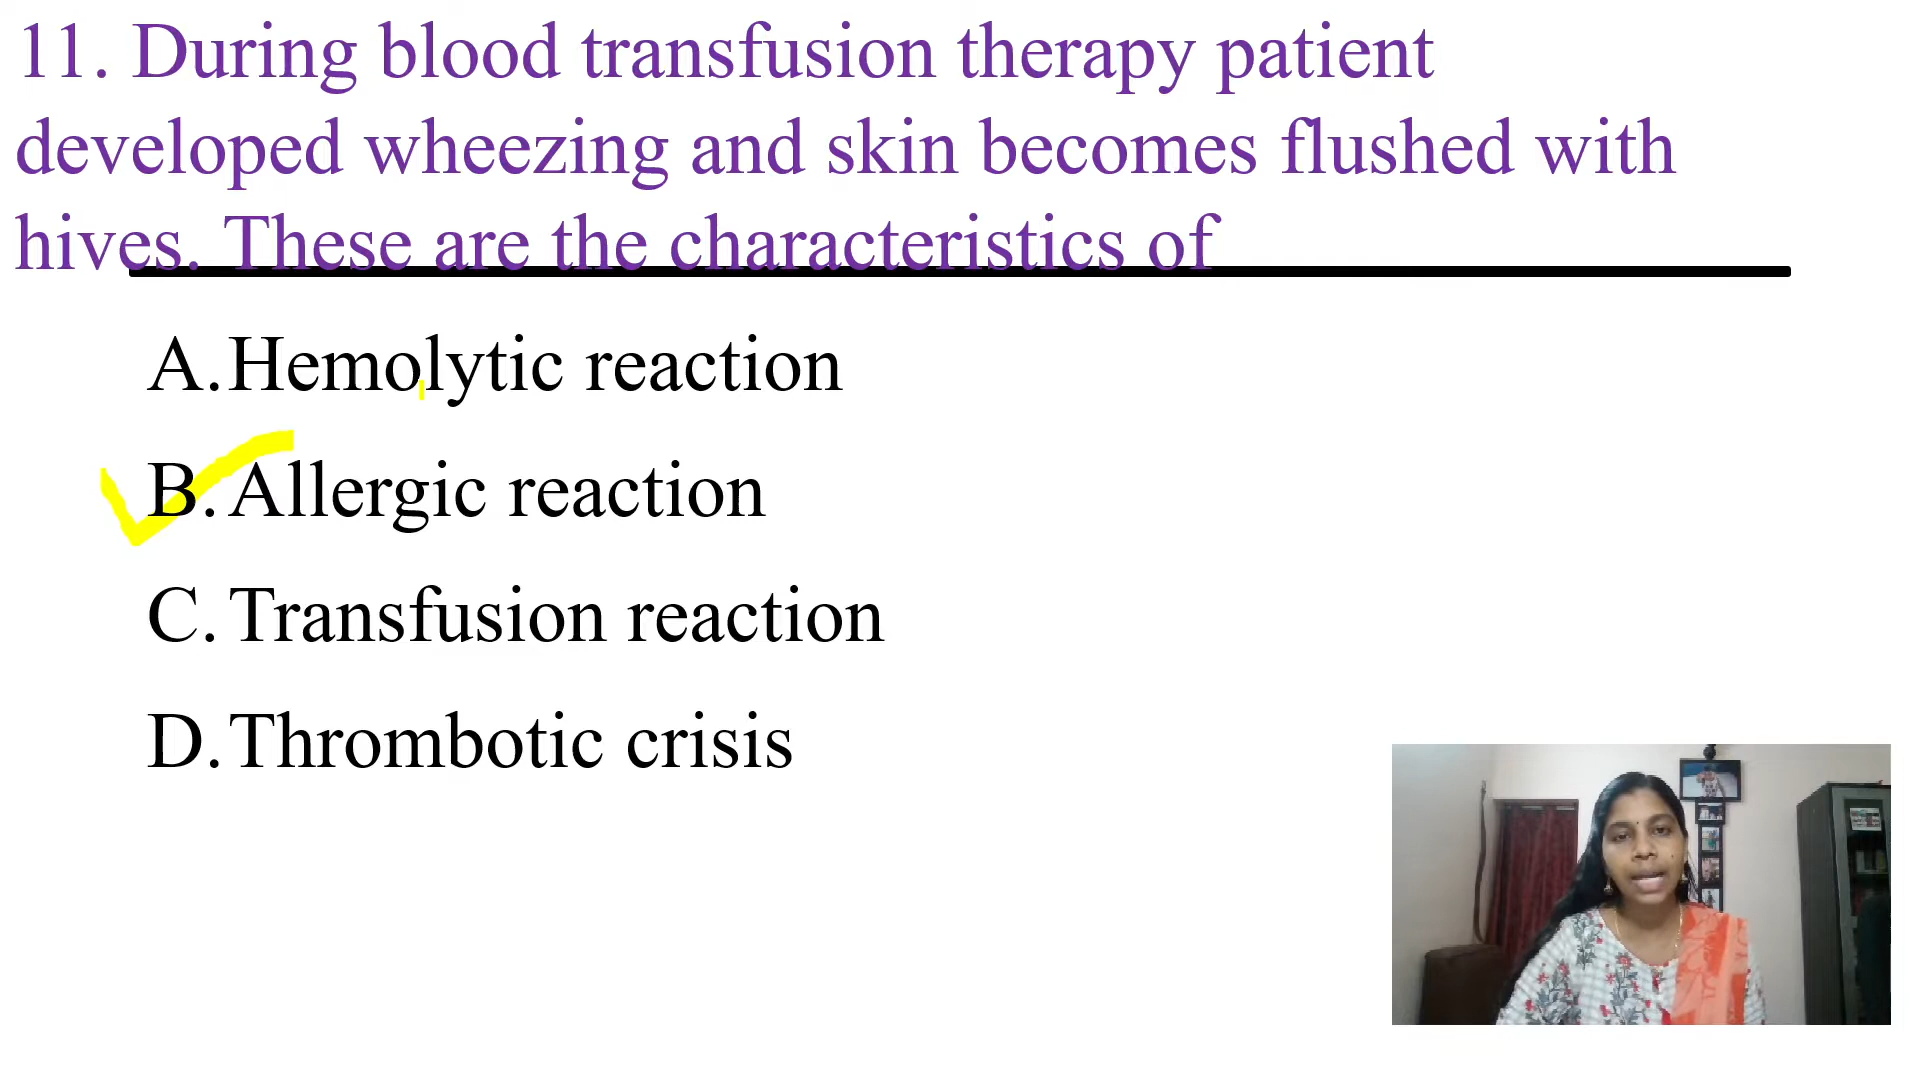 11. During blood transfusion therapy patient
developed wheezing and skin becomes flushed with
hives. These are the characteristics of
A. Hemolytic reaction
B. Allergic reaction
C. Transfusion reaction
D. Thrombotic crisis